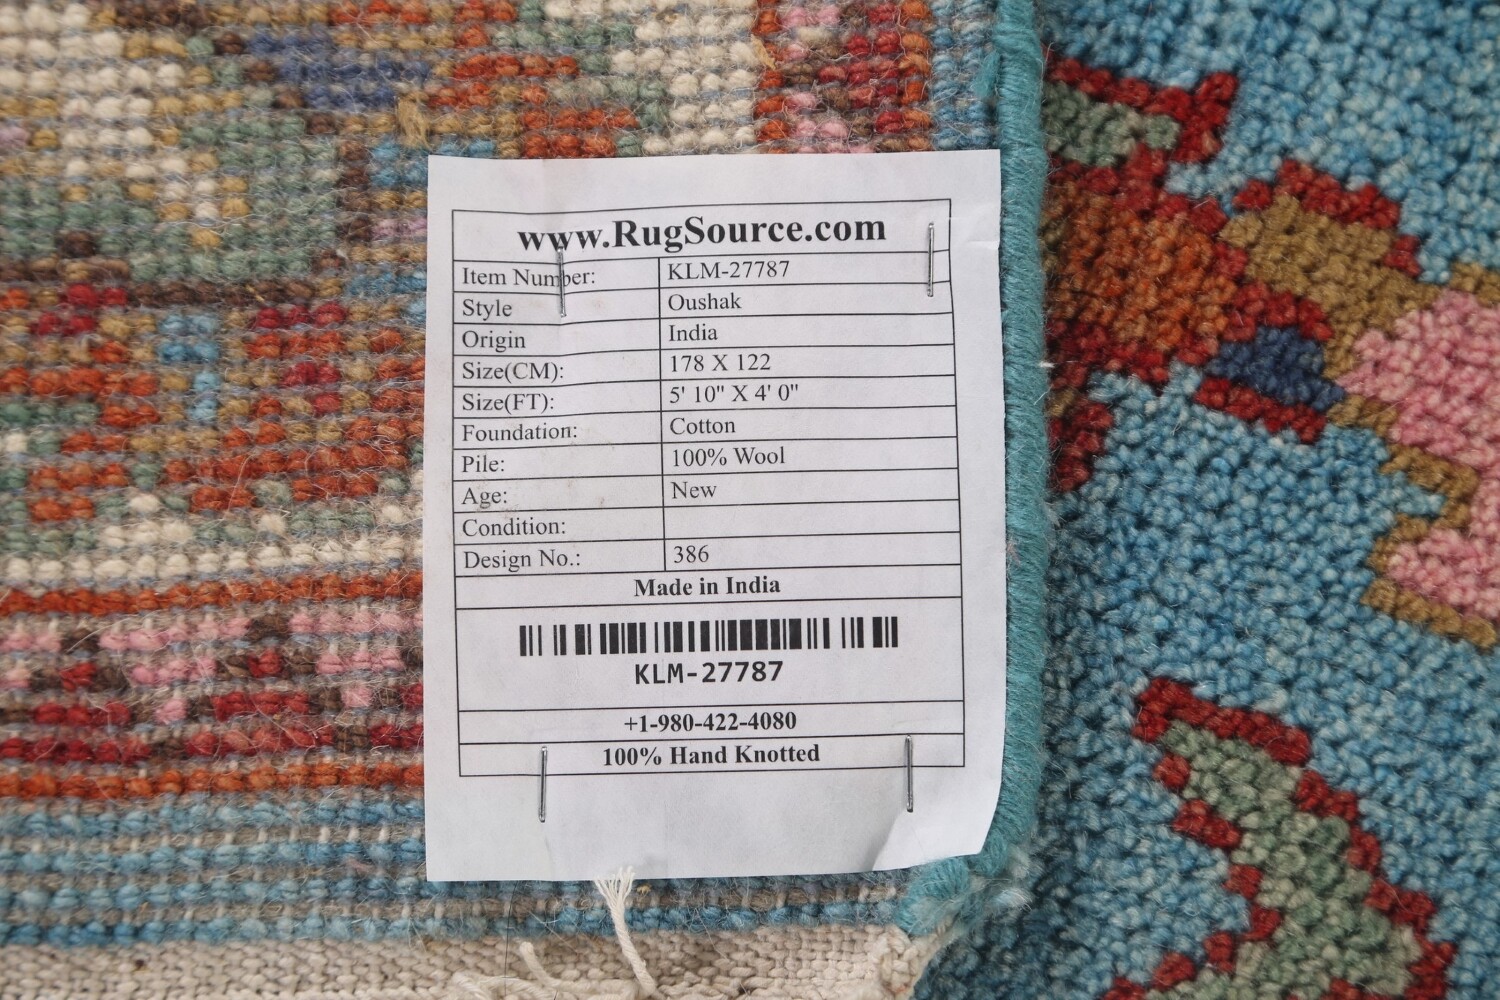 www.RugSource.com
Item Number: KLM-27787
Style Oushak
Origin India
Size(CM): 178 X 122
Size(FT): 5' 10" X 4' 0"
Foundation: Cotton
Pile: 100% Wool
Age: New
Condition:
Design No.: 386
Made in India
KLM-27787
+1-980-422-4080
100% Hand Knotted